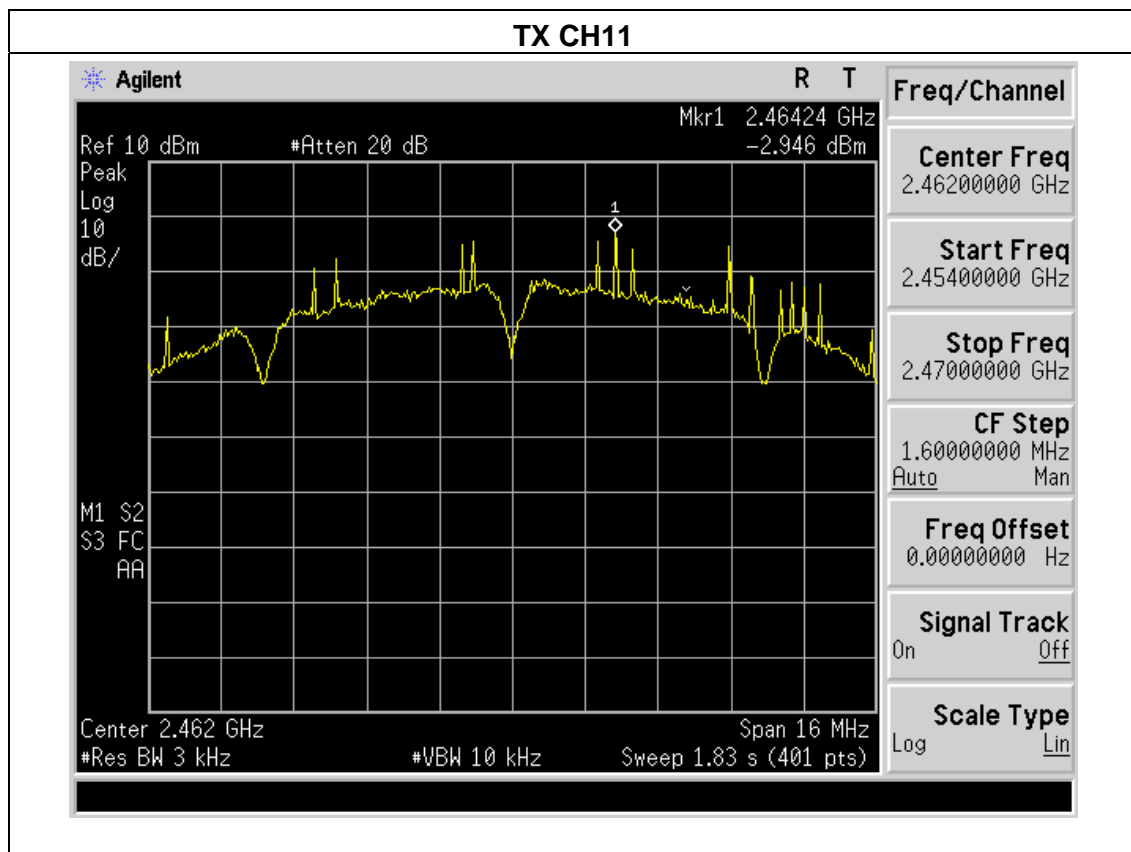 TX CH11
Agilent R T
Mkr1 2.46424 GHz
Ref 10 dBm #Atten 20 dB -2.946 dBm
Peak
Log
10
dB/
1
M1 S2
S3 FC
AA
Center 2.462 GHz Span 16 MHz
#Res BW 3 kHz #VBW 10 kHz Sweep 1.83 s (401 pts)
Freq/Channel
Center Freq
2.46200000 GHz
Start Freq
2.45400000 GHz
Stop Freq
2.47000000 GHz
CF Step
1.60000000 MHz
Auto Man
Freq Offset
0.00000000 Hz
Signal Track
On Off
Scale Type
Log Lin